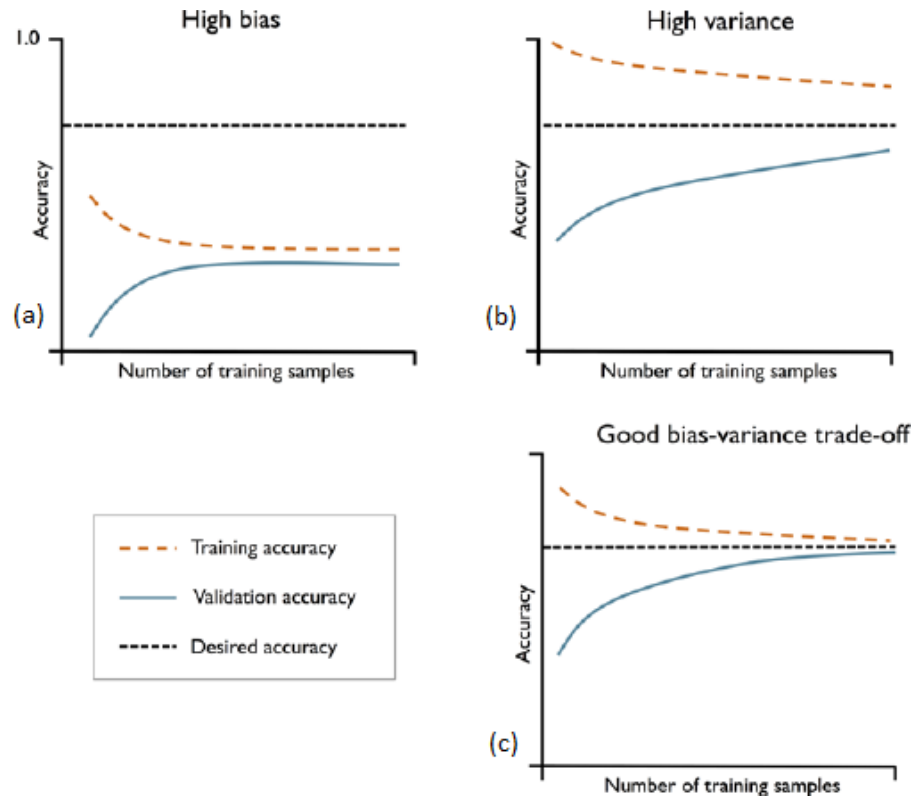 High bias
1.0
Accuracy
(a)
Number of training samples
High variance
Accuracy
(b)
Number of training samples
Training accuracy
Validation accuracy
Desired accuracy
Good bias-variance trade-off
Accuracy
(c)
Number of training samples